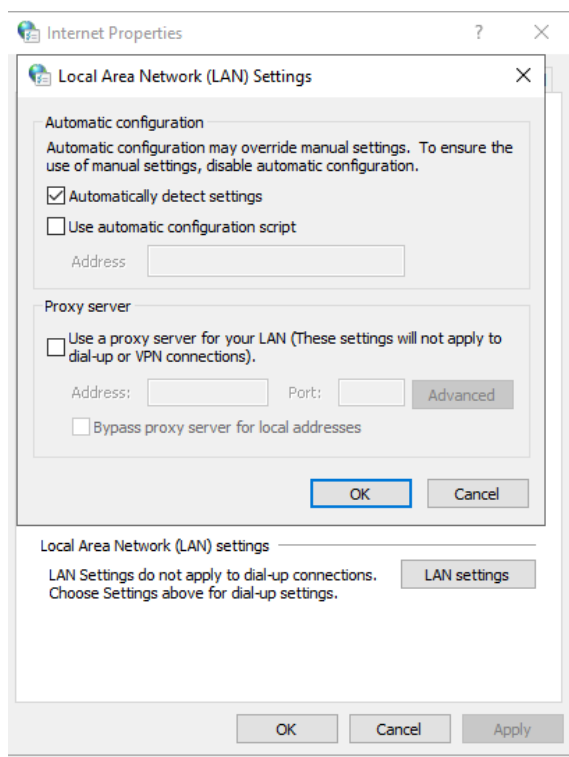 Internet Properties
?
Local Area Network (LAN) Settings
Automatic configuration
Automatic configuration may override manual settings.  To ensure the
use of manual settings, disable automatic configuration.
Automatically detect settings
Use automatic configuration script
Address
Proxy server
Use a proxy server for your LAN (These settings will not apply to
dial-up or VPN connections).
Address:
Port:
Advanced
Bypass proxy server for local addresses
OK
Cancel
Local Area Network (LAN) settings
LAN Settings do not apply to dial-up connections.
Choose Settings above for dial-up settings.
LAN settings
OK
Cancel
Apply